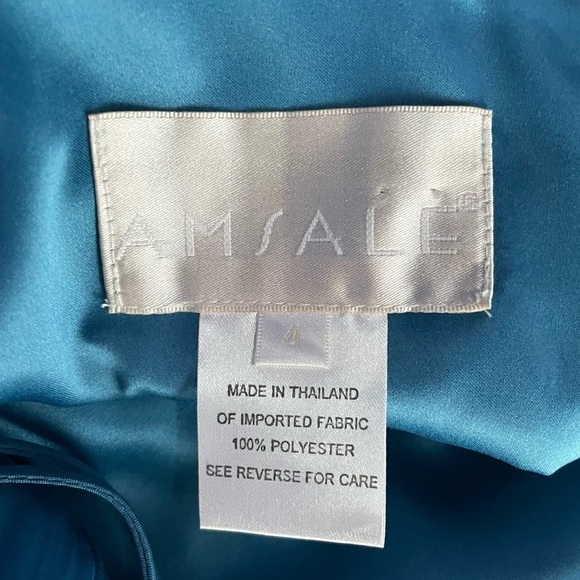 AMSALE®
4
MADE IN THAILAND
OF IMPORTED FABRIC
100% POLYESTER
SEE REVERSE FOR CARE